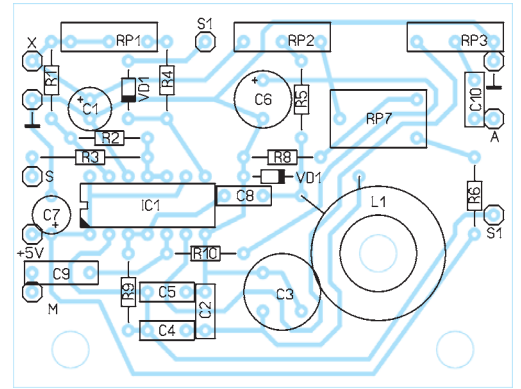 S1
X
RP1
RP2
RP3
R1
VD1
R4
C1
C6
R5
RP7
C10
A
R2
R3
R8
S
VD1
IC1
C8
L1
R6
C7
S1
+
+
+
+5V
R10
C9
R9
C5
C2
C3
M
C4